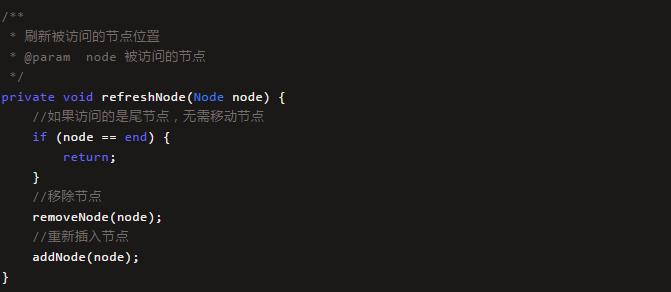 /**
 * 刷新被访问的节点位置
 * @param  node 被访问的节点
 */
private void refreshNode(Node node) {
    //如果访问的是尾节点，无需移动节点
    if (node == end) {
        return;
    }
    //移除节点
    removeNode(node);
    //重新插入节点
    addNode(node);
}